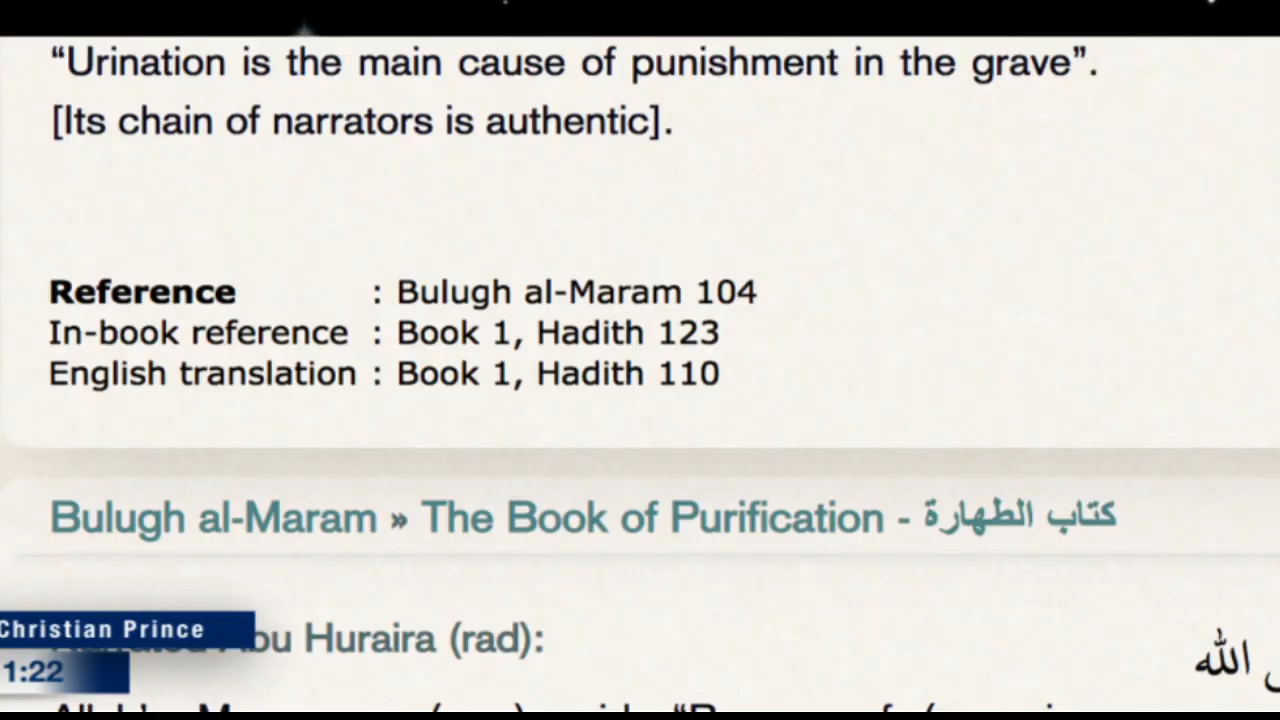 “Urination is the main cause of punishment in the grave”.
[Its chain of narrators is authentic].
Reference : Bulugh al-Maram 104
In-book reference : Book 1, Hadith 123
English translation : Book 1, Hadith 110
Bulugh al-Maram » The Book of Purification - كتاب الطهارة
Huraira (rad):
الله
Christian Prince
1:22